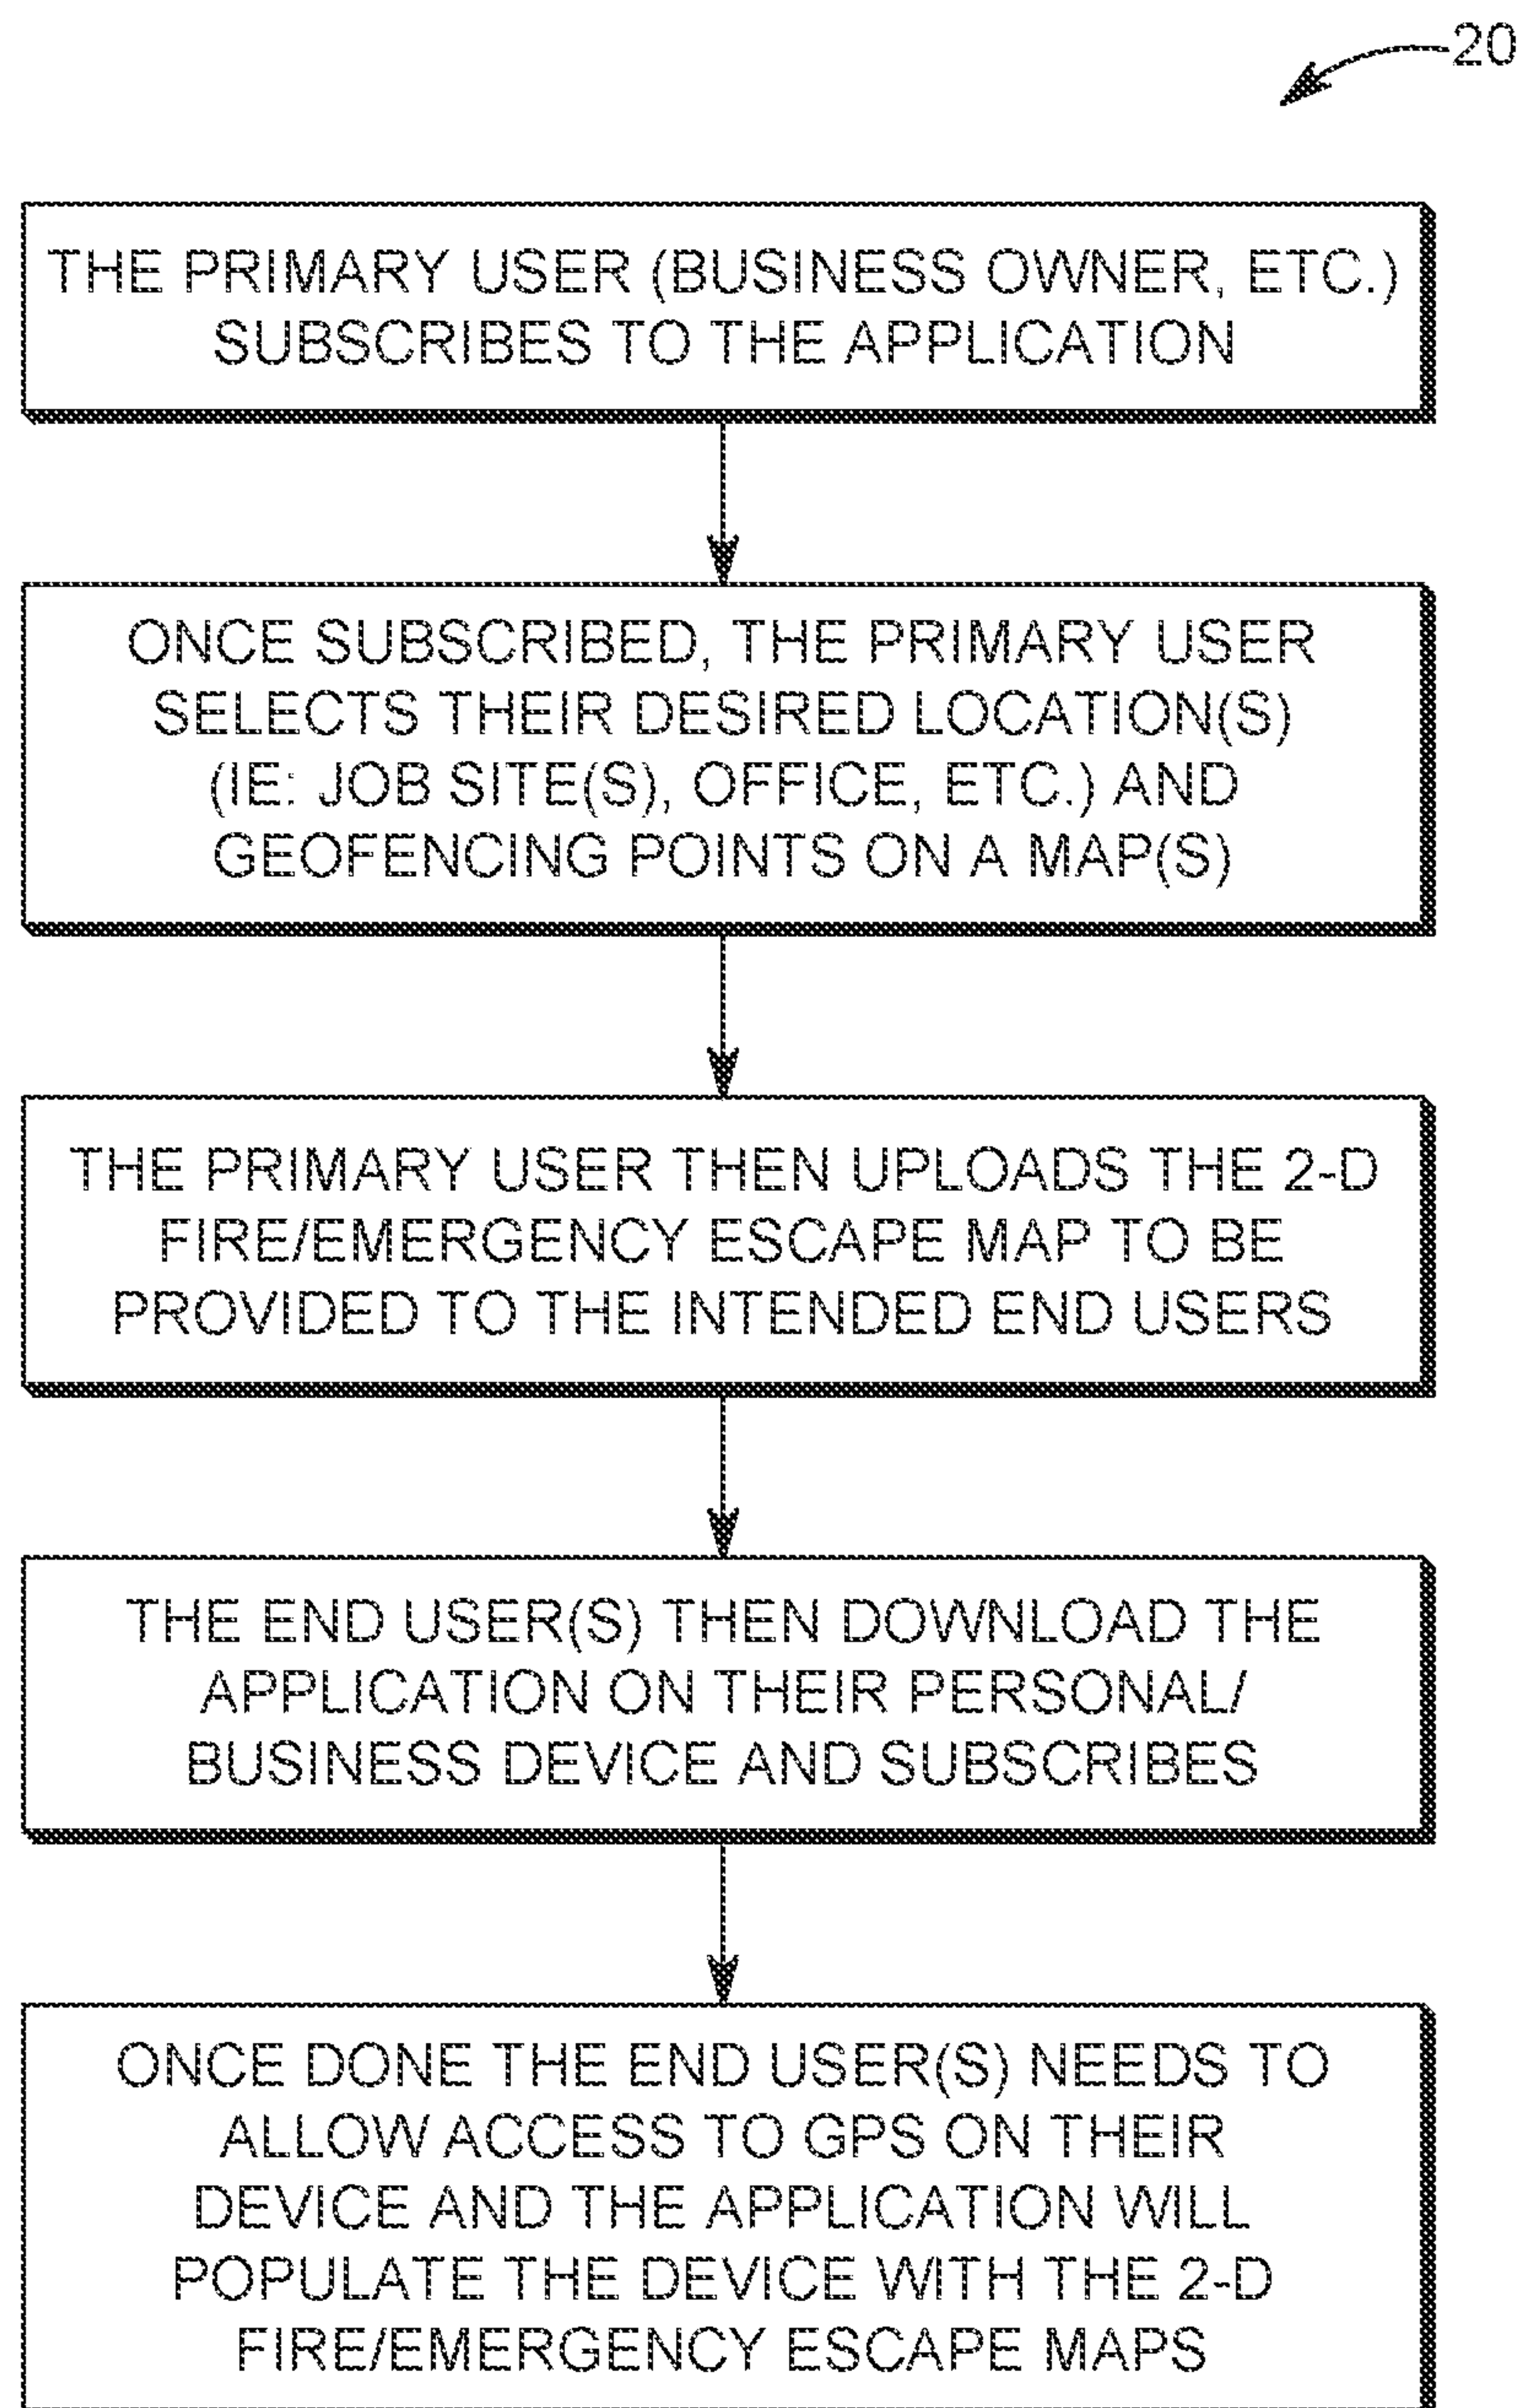 20
THE PRIMARY USER (BUSINESS OWNER, ETC.)
SUBSCRIBES TO THE APPLICATION
ONCE SUBSCRIBED, THE PRIMARY USER
SELECTS THEIR DESIRED LOCATION(S)
(IE: JOB SITE(S), OFFICE, ETC.) AND
GEOFENCING POINTS ON A MAP(S)
THE PRIMARY USER THEN UPLOADS THE 2-D
FIRE/EMERGENCY ESCAPE MAP TO BE
PROVIDED TO THE INTENDED END USERS
THE END USER(S) THEN DOWNLOAD THE
APPLICATION ON THEIR PERSONAL/
BUSINESS DEVICE AND SUBSCRIBES
ONCE DONE THE END USER(S) NEEDS TO
ALLOW ACCESS TO GPS ON THEIR
DEVICE AND THE APPLICATION WILL
POPULATE THE DEVICE WITH THE 2-D
FIRE/EMERGENCY ESCAPE MAPS